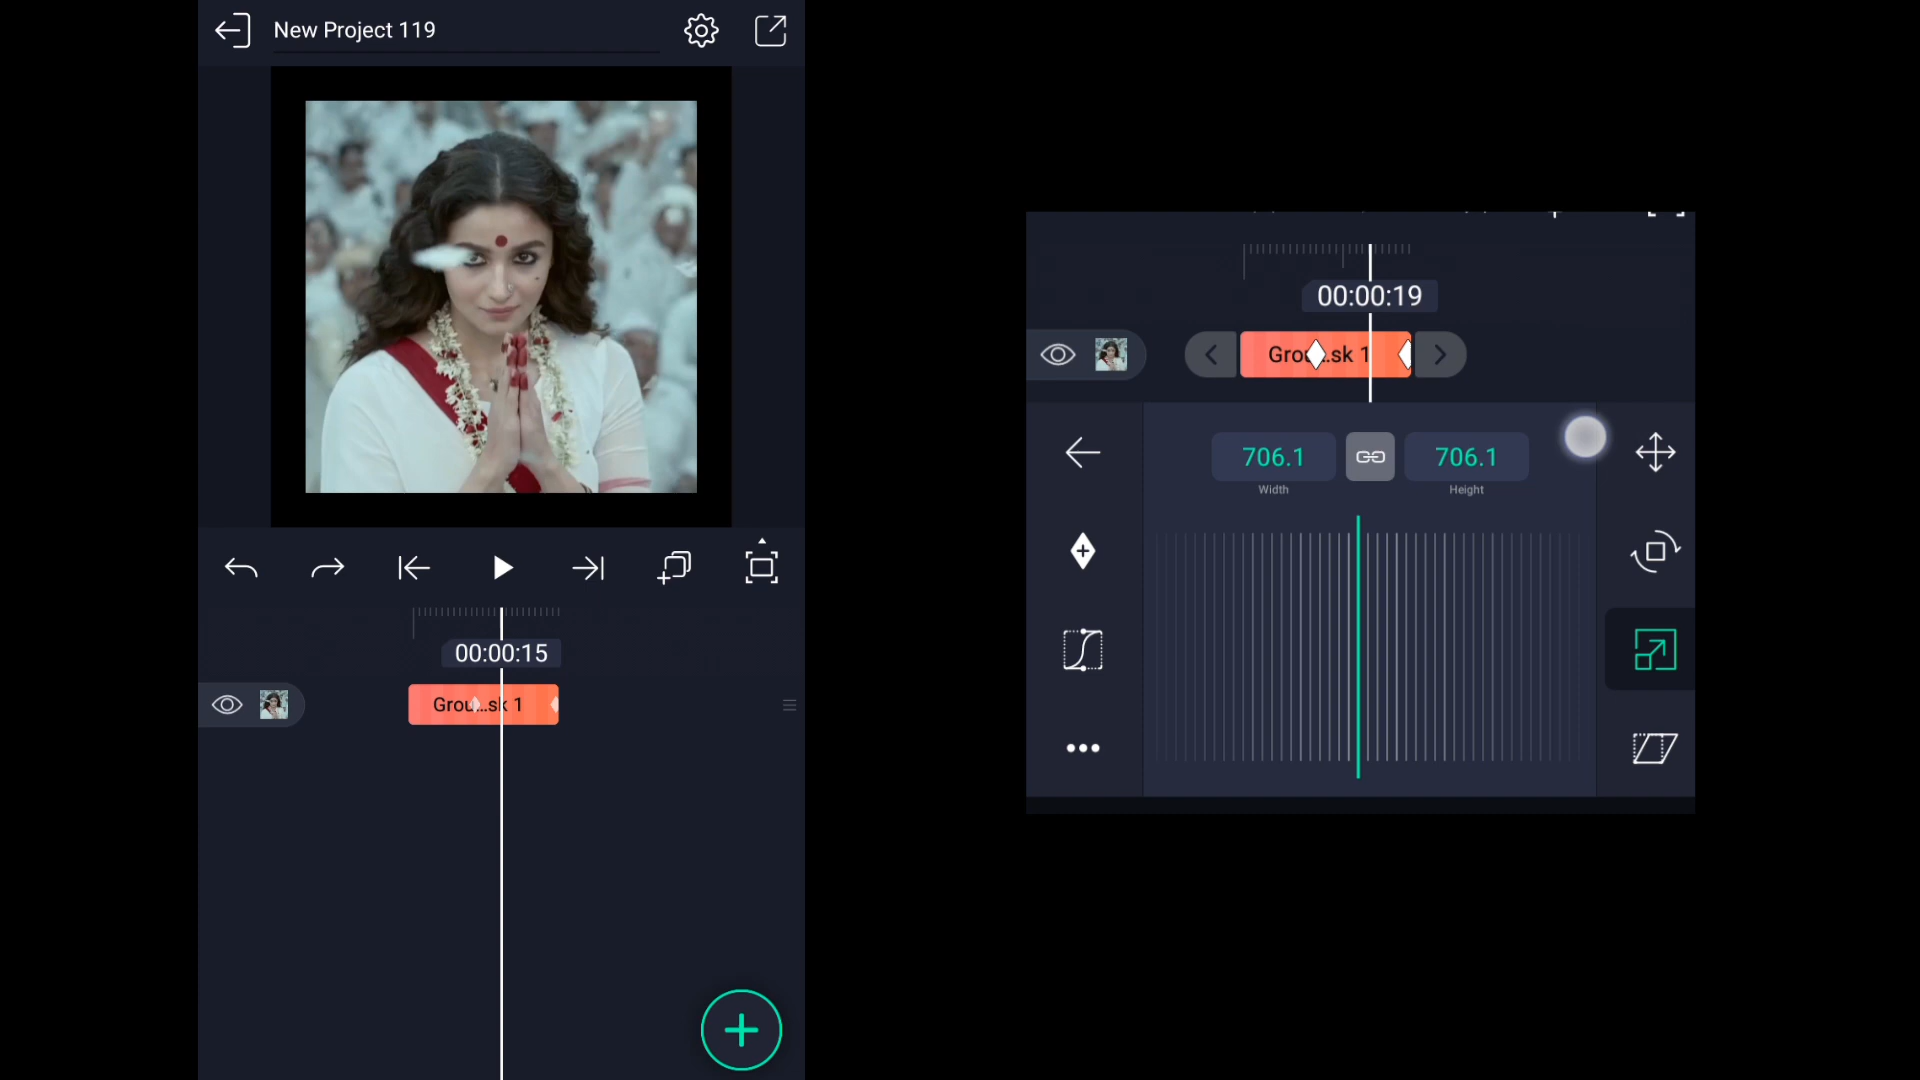 New Project 119
00:00:15
Grou...sk 1
00:00:19
Grou...sk 1
706.1
706.1
Width
Height